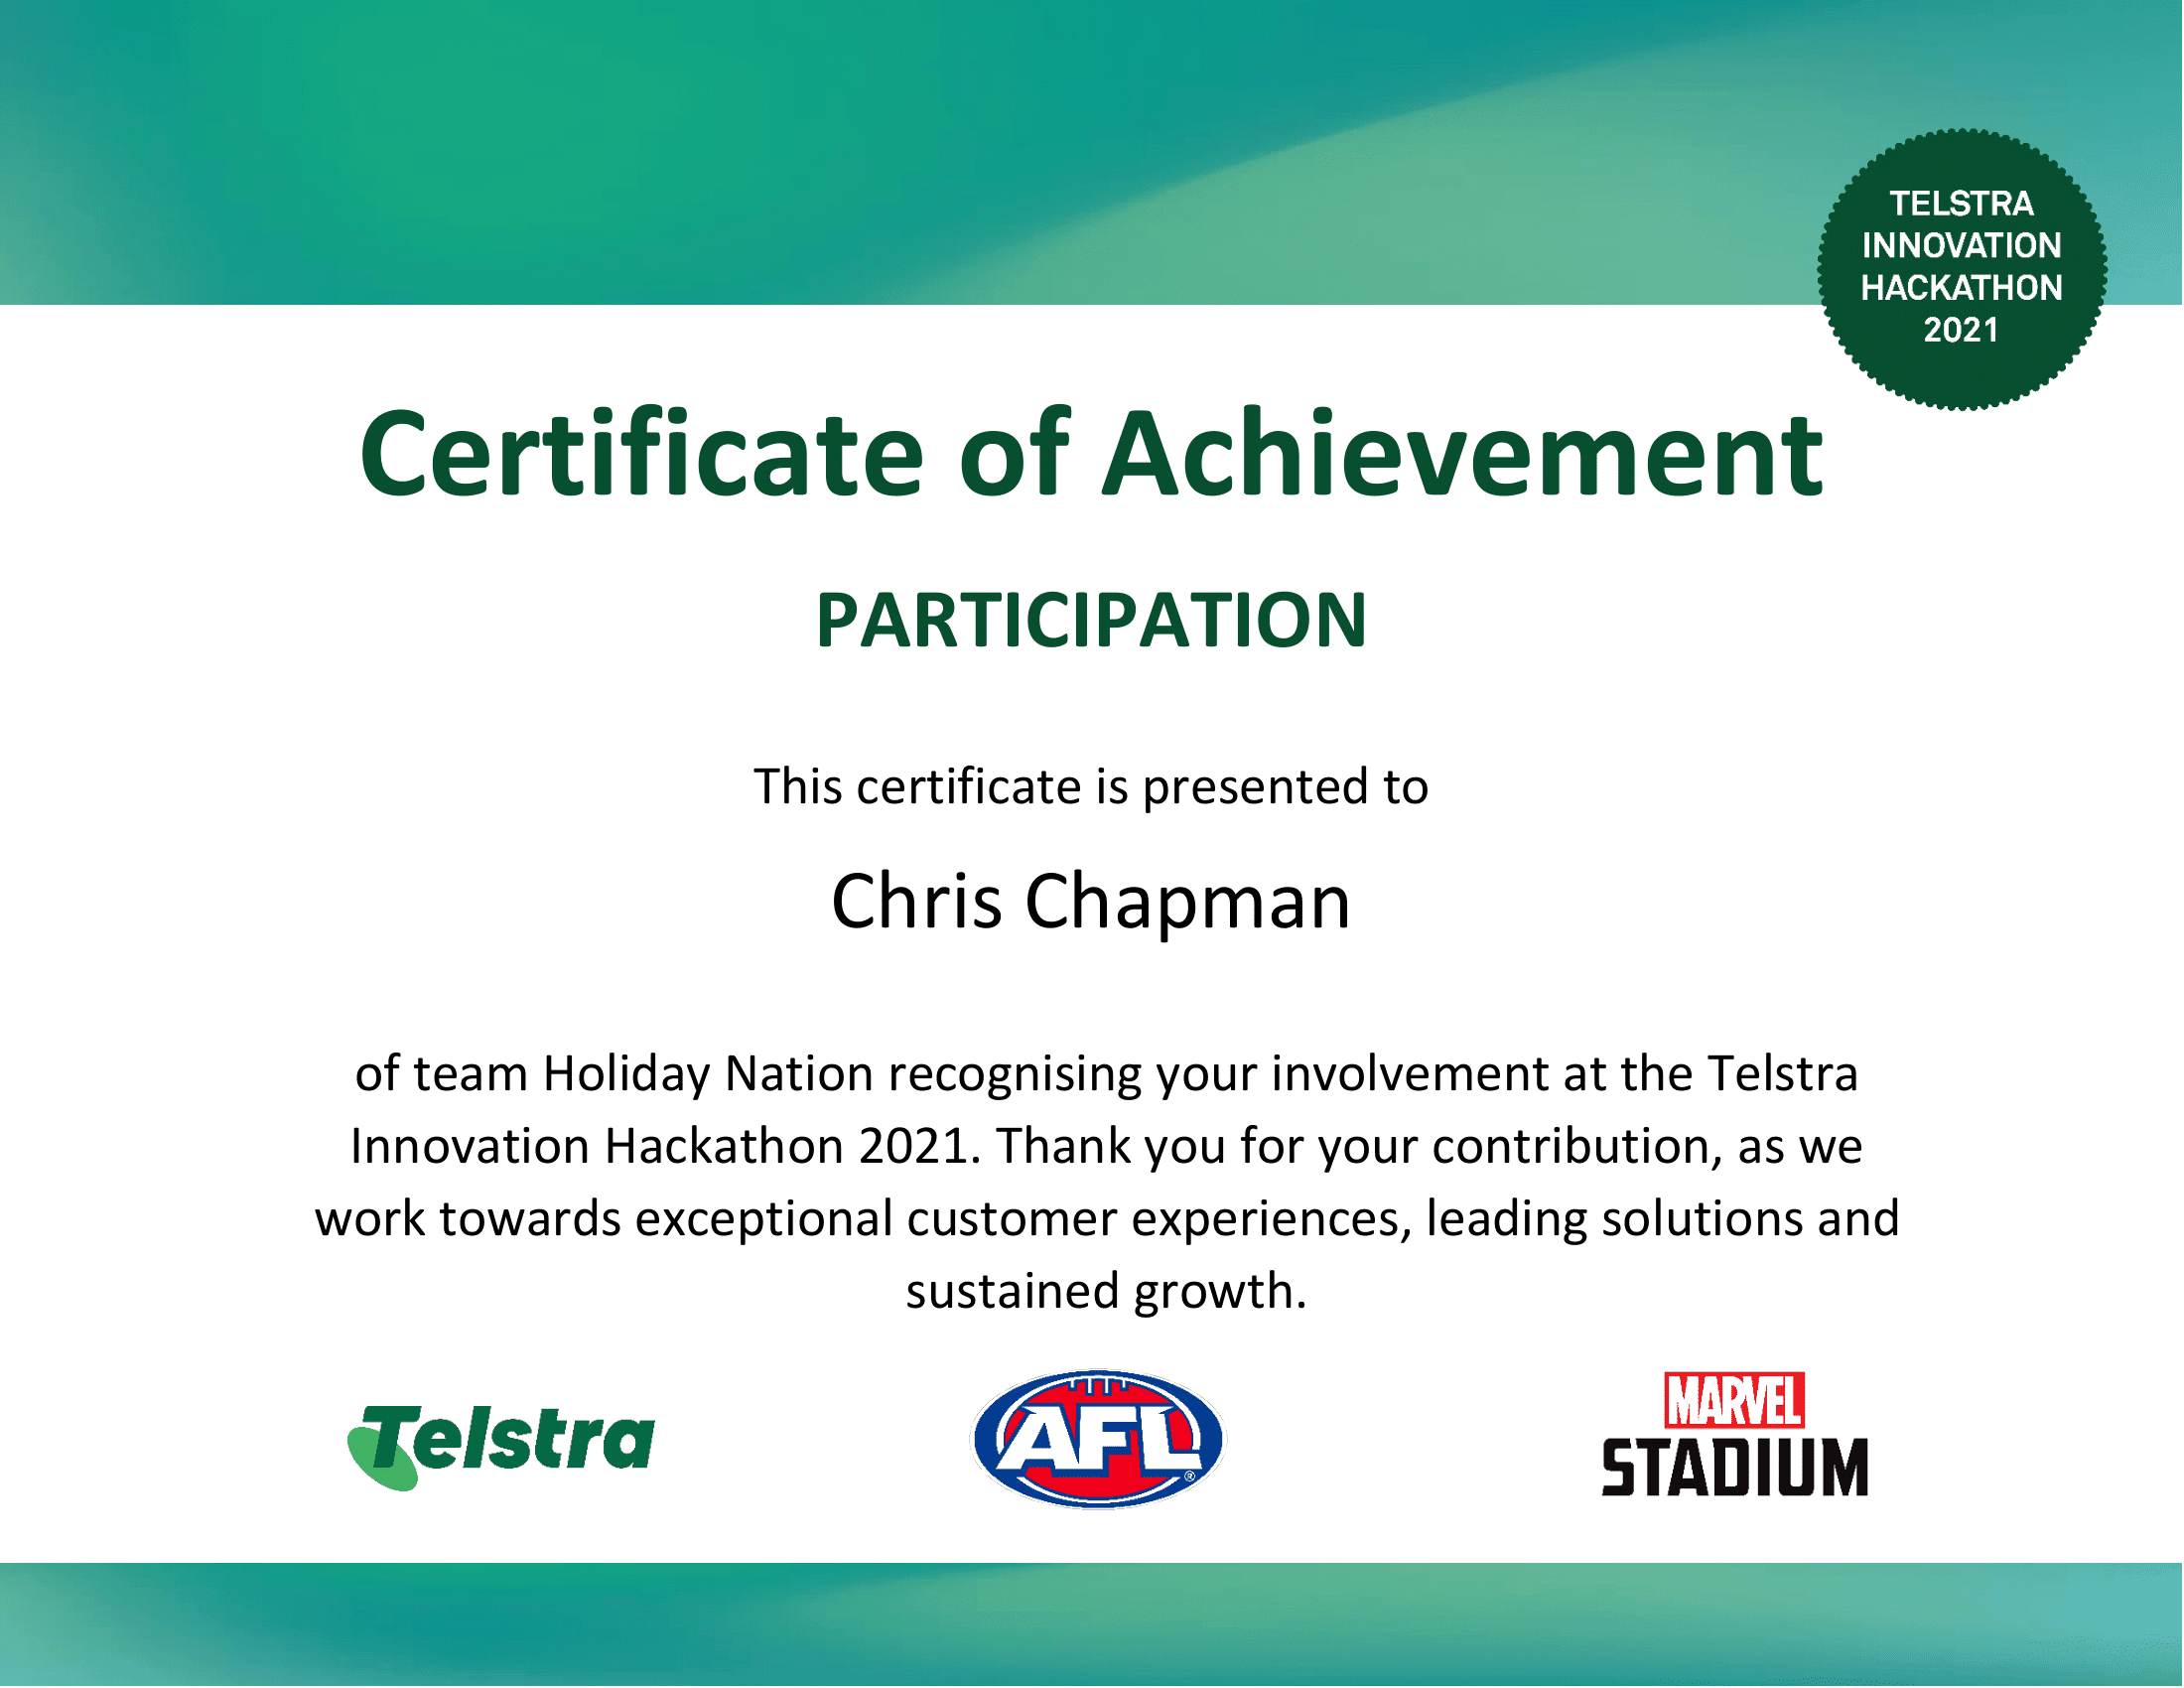 TELSTRA
INNOVATION
HACKATHON
2021
Certificate of Achievement
PARTICIPATION
This certificate is presented to
Chris Chapman
of team Holiday Nation recognising your involvement at the Telstra
Innovation Hackathon 2021. Thank you for your contribution, as we
work towards exceptional customer experiences, leading solutions and
sustained growth.
Telstra
AFL
®
MARVEL
STADIUM